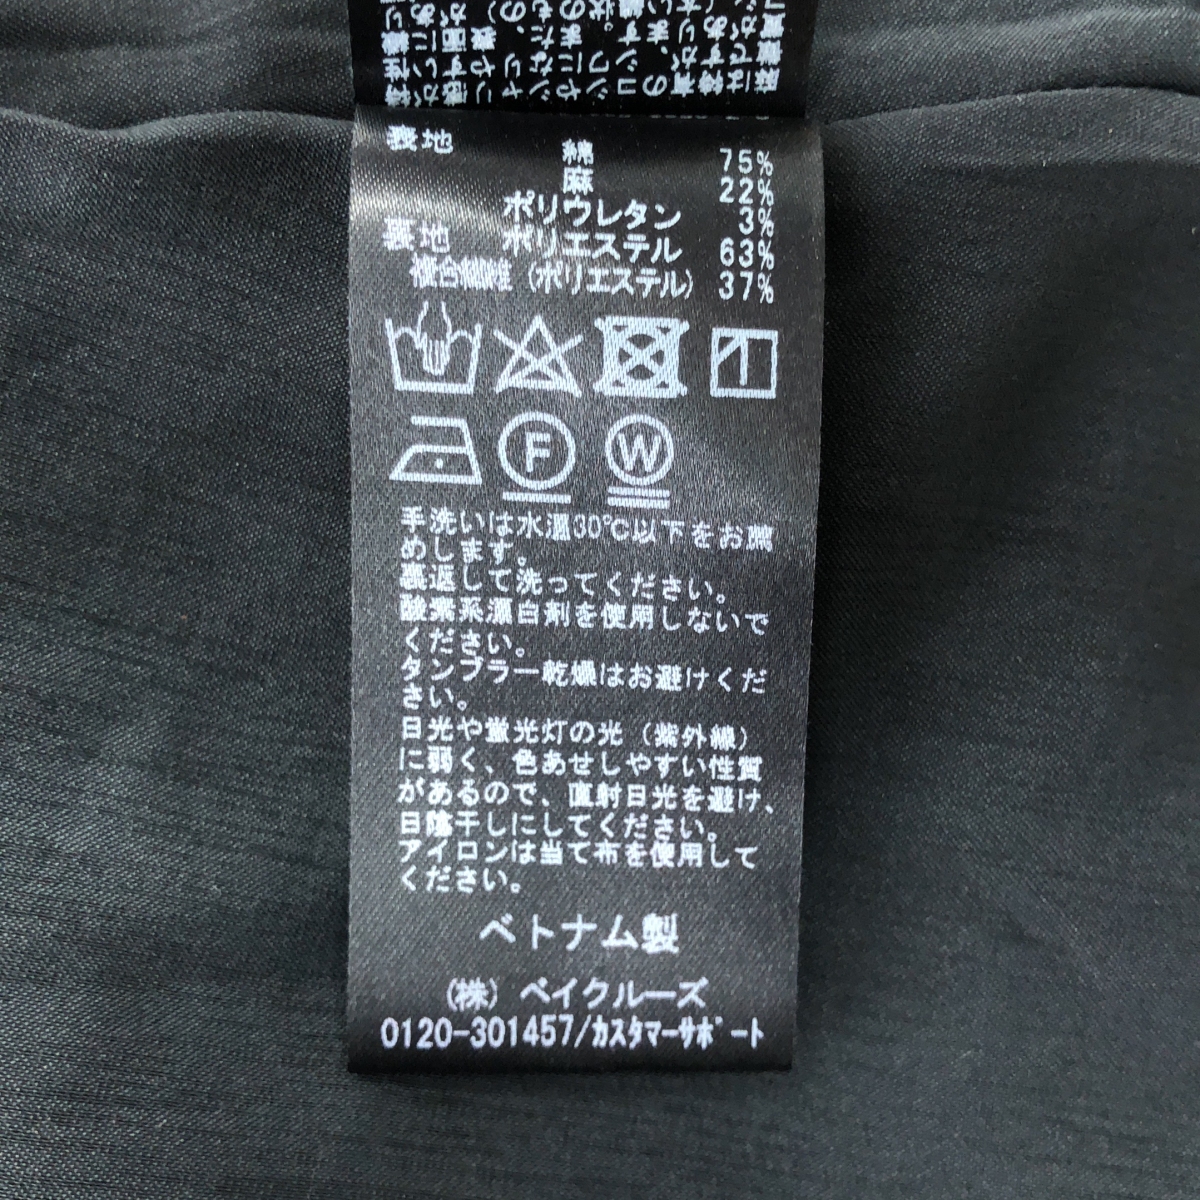 表地 綿 75%
麻 22%
ポリウレタン 3%
裏地 ポリエステル 63%
複合繊維(ポリエステル) 37%
F W
手洗いは水温30℃以下をお薦
めします。
裏返して洗ってください。
酸素系漂白剤を使用しないで
ください。
タンブラー乾燥はお避けくだ
さい。
日光や蛍光灯の光(紫外線)
に弱く、色あせしやすい性質
があるので、直射日光を避け、
日陰干しにしてください。
アイロンは当て布を使用して
ください。
ベトナム製
(株)ベイクルーズ
0120-301457/カスタマーサポート